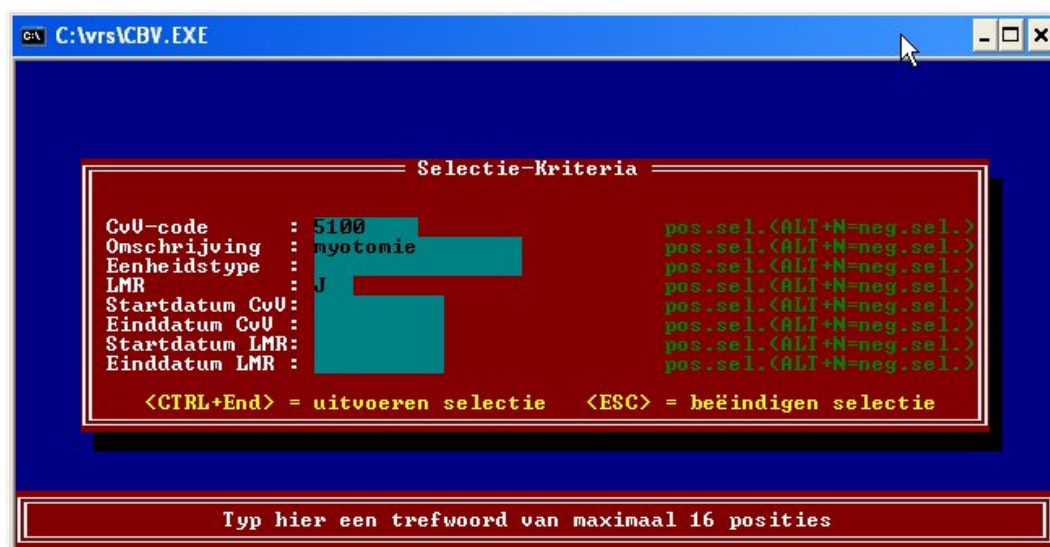 C:\vrs\CBV.EXE
Selectie-Kriteria
CvV-code : 5100 pos.sel.(ALT+N=neg.sel.)
Omschrijving : myotomie pos.sel.(ALT+N=neg.sel.)
Eenheidstype : pos.sel.(ALT+N=neg.sel.)
LMR : J pos.sel.(ALT+N=neg.sel.)
Startdatum CvV: pos.sel.(ALT+N=neg.sel.)
Einddatum CvV : pos.sel.(ALT+N=neg.sel.)
Startdatum LMR: pos.sel.(ALT+N=neg.sel.)
Einddatum LMR : pos.sel.(ALT+N=neg.sel.)
<CTRL+End> = uitvoeren selectie <ESC> = beëindigen selectie
Typ hier een trefwoord van maximaal 16 posities